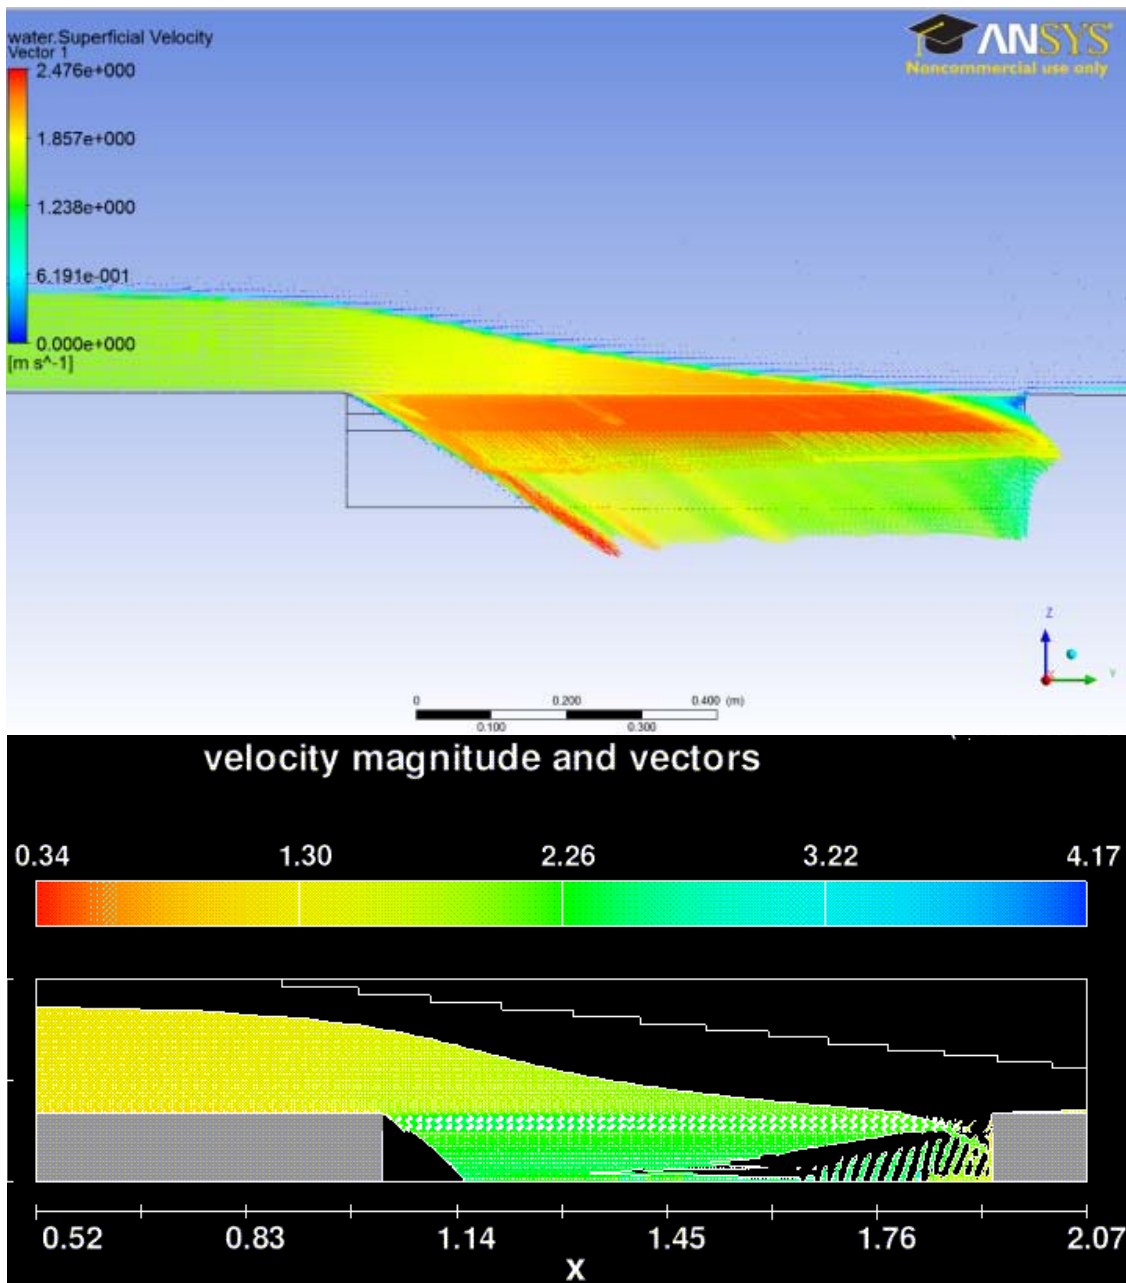 water.Superficial Velocity
Vector 1
2.476e+000
1.857e+000
1.238e+000
6.191e-001
0.000e+000
[m s^-1]
ANSYS
Noncommercial use only
Z
Y
0 0.200 0.400 (m)
0.100 0.300
velocity magnitude and vectors
0.34 1.30 2.26 3.22 4.17
0.52 0.83 1.14 1.45 1.76 2.07
X